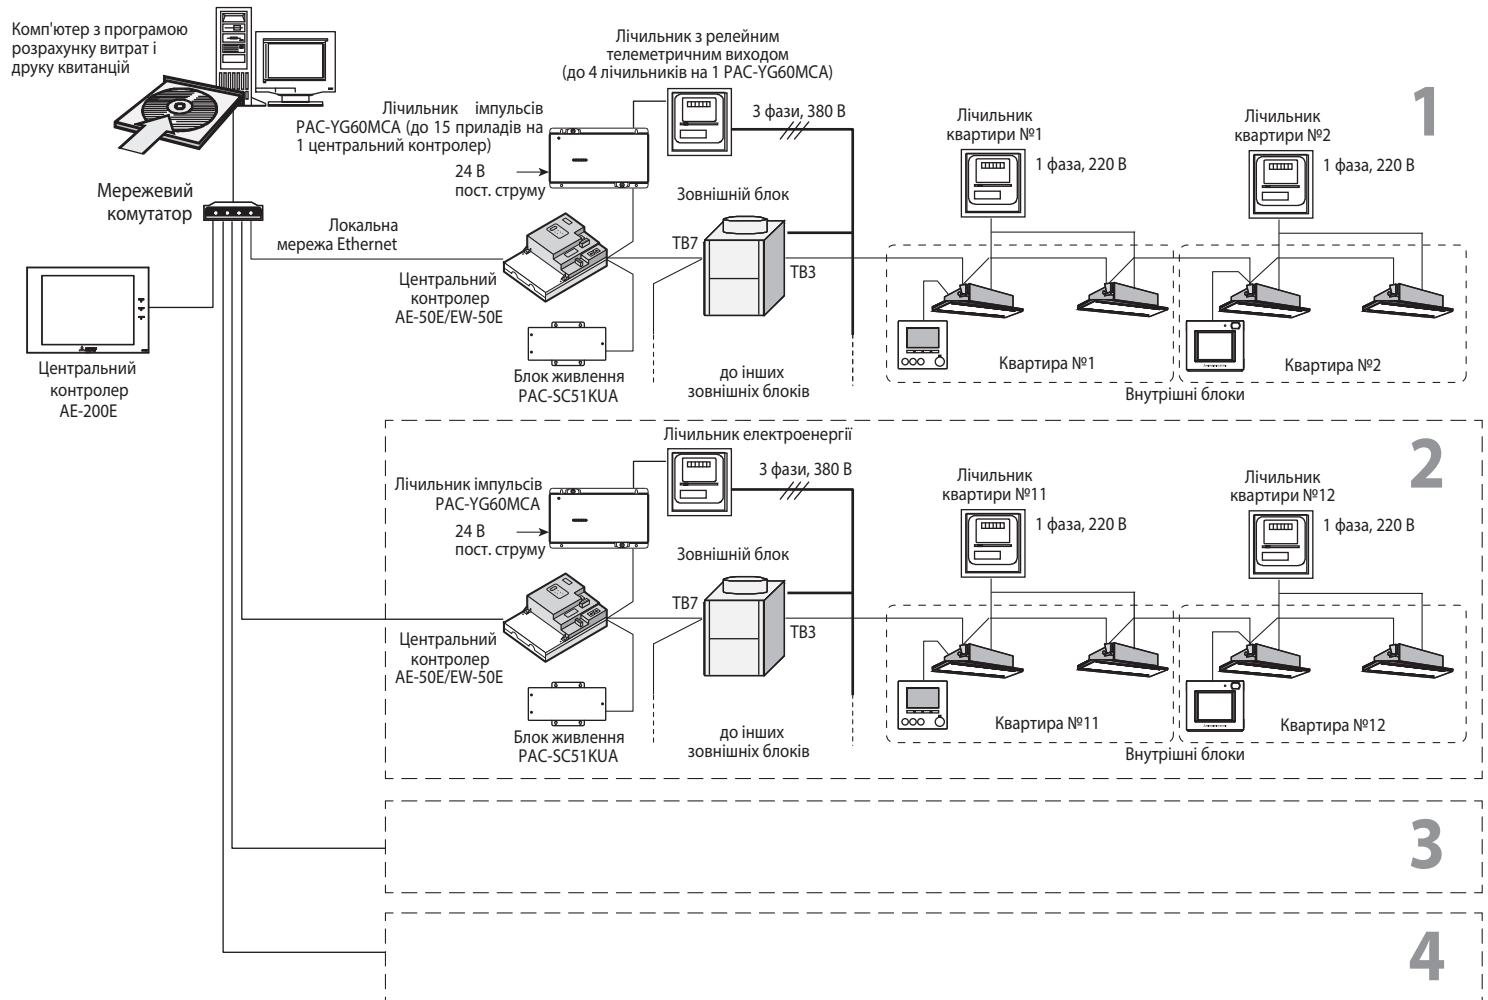 Комп'ютер з програмою
розрахунку витрат і
друку квитанцій
Мережевий
комутатор
Центральний
контролер
AE-200E
Лічильник з релейним
телеметричним виходом
(до 4 лічильників на 1 PAC-YG60MCA)
Лічильник імпульсів
PAC-YG60MCA (до 15 приладів на
1 центральний контролер)
24 В
пост. струму
3 фази, 380 В
Зовнішній блок
Локальна
мережа Ethernet
ТВ7
ТВ3
Центральний
контролер
AE-50E/EW-50E
Блок живлення
PAC-SC51KUA
до інших
зовнішніх блоків
Лічильник
квартири №1
1 фаза, 220 В
Лічильник
квартири №2
1 фаза, 220 В
1
Квартира №1
Квартира №2
Внутрішні блоки
Лічильник електроенергії
3 фази, 380 В
Лічильник імпульсів
PAC-YG60MCA
24 В
пост. струму
Зовнішній блок
ТВ7
ТВ3
Центральний
контролер
AE-50E/EW-50E
Блок живлення
PAC-SC51KUA
до інших
зовнішніх блоків
Лічильник
квартири №11
1 фаза, 220 В
Лічильник
квартири №12
1 фаза, 220 В
2
Квартира №11
Квартира №12
Внутрішні блоки
3
4